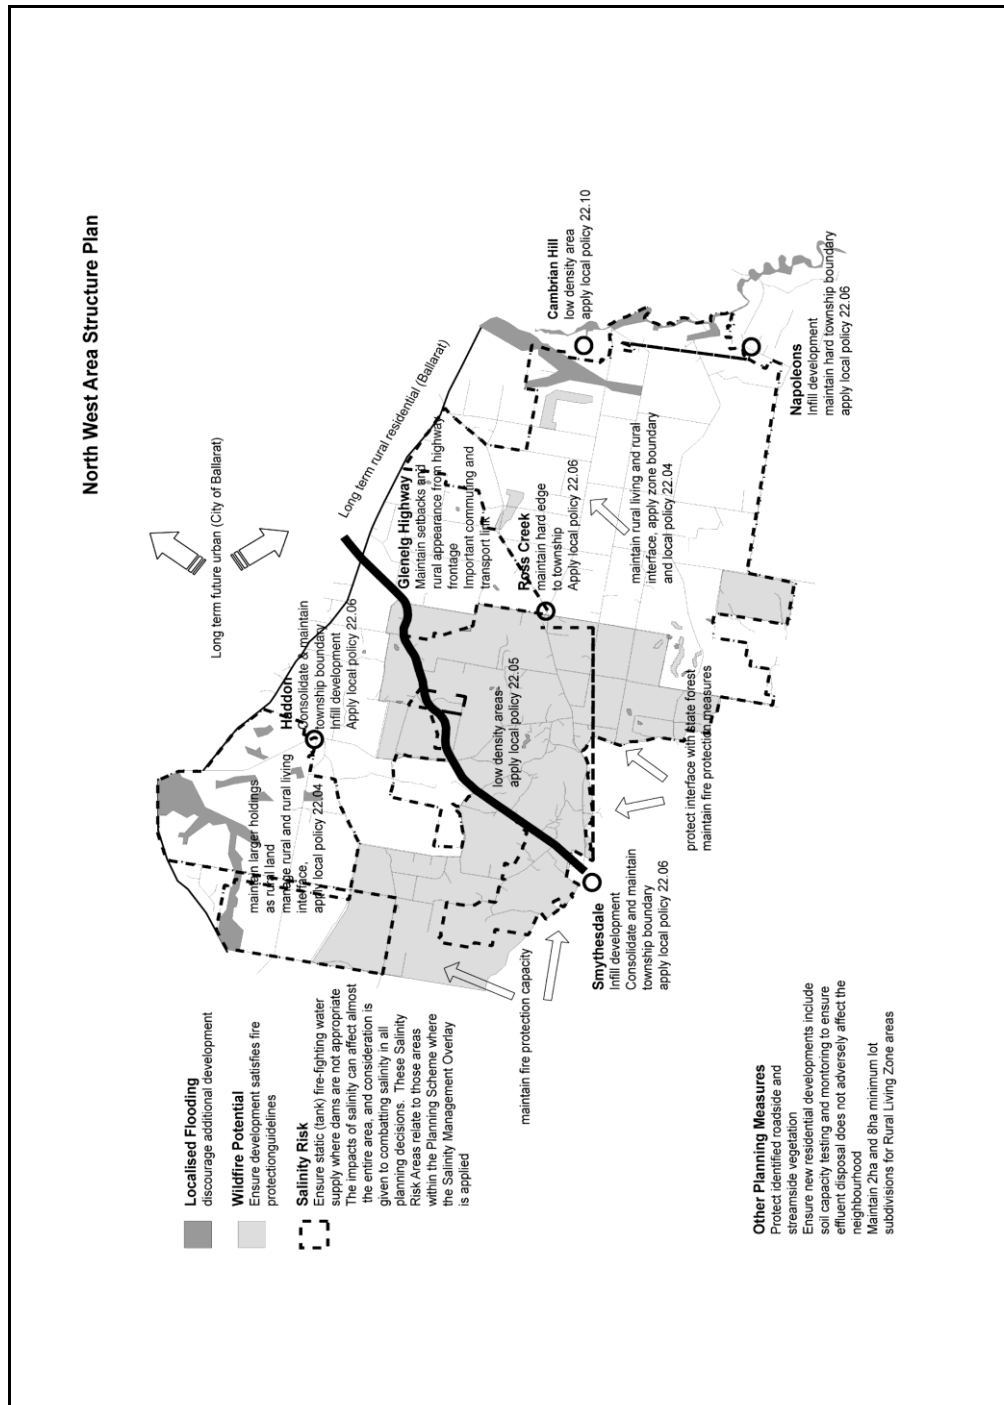 North West Area Structure Plan
Long term future urban (City of Ballarat)
Long term rural residential (Ballarat)
Haddon
Consolidate & maintain
township boundary
Infill development
Apply local policy 22.06
Glenelg Highway
Maintain setbacks and
rural appearance from highway
frontage
Important commuting and
transport link
Cambrian Hill
low density area
apply local policy 22.10
Ross Creek
maintain hard edge
to township
Apply local policy 22.06
maintain rural living and rural
interface, apply zone boundary
and local policy 22.04
Napoleons
Infill development
maintain hard township boundary
apply local policy 22.06
maintain larger holdings
as rural land
manage rural and rural living
interface,
apply local policy 22.04
low density areas-
apply local policy 22.05
protect interface with state forest
maintain fire protection measures
Smythesdale
Infill development
Consolidate and maintain
township boundary
apply local policy 22.06
maintain fire protection capacity
Localised Flooding
discourage additional development
Wildfire Potential
Ensure development satisfies fire
protectionguidelines
Salinity Risk
Ensure static (tank) fire-fighting water
supply where dams are not appropriate
The impacts of salinity can affect almost
the entire area, and consideration is
given to combatting salinity in all
planning decisions. These Salinity
Risk Areas relate to those areas
within the Planning Scheme where
the Salinity Management Overlay
is applied
Other Planning Measures
Protect identified roadside and
streamside vegetation
Ensure new residential developments include
soil capacity testing and montoring to ensure
effluent disposal does not adversely affect the
neighbourhood
Maintain 2ha and 8ha minimum lot
subdivisions for Rural Living Zone areas